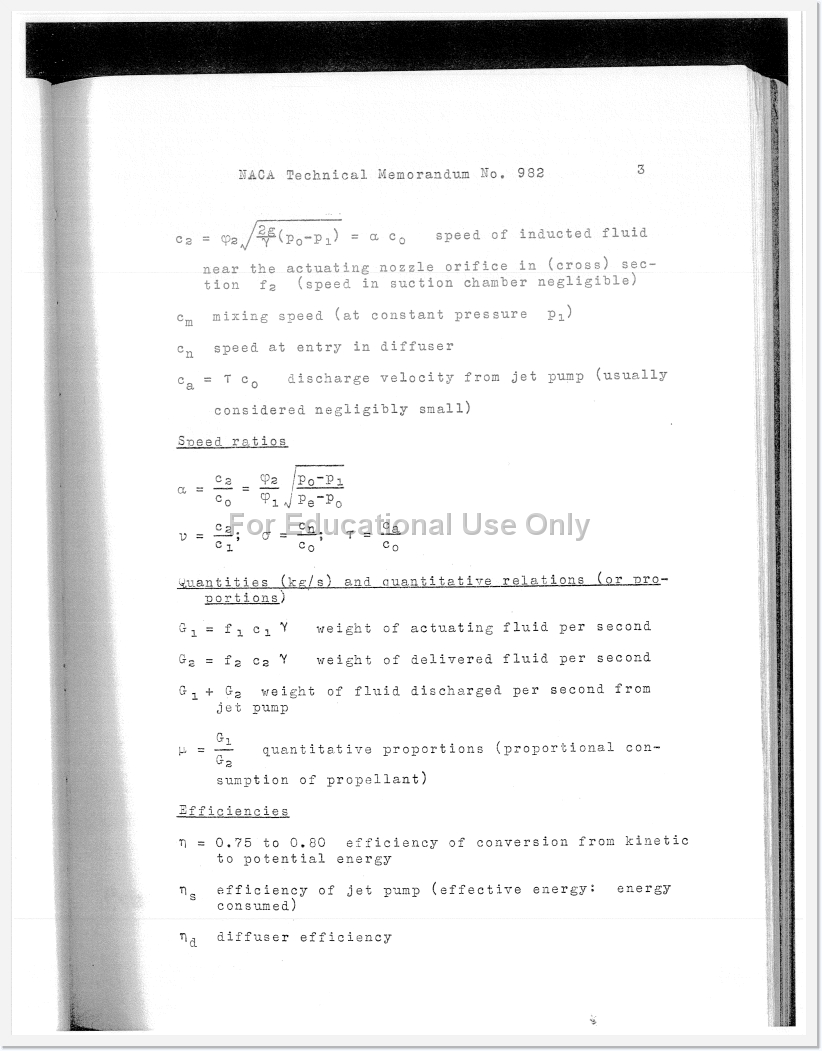 NACA Technical Memorandum No. 982 3
c₂ = φ₂ √(2g/γ (p₀-p₁)) = α c₀ speed of inducted fluid
near the actuating nozzle orifice in (cross) sec-
tion f₂ (speed in suction chamber negligible)
cₘ mixing speed (at constant pressure p₁)
cₙ speed at entry in diffuser
cₐ = τ c₀ discharge velocity from jet pump (usually
considered negligibly small)
Speed ratios
α = c₂/c₀ = φ₂/φ₁ √((p₀-p₁)/(pₑ-p₀))
υ = c₂/c₁; σ = cₙ/c₀; τ = cₐ/c₀
For Educational Use Only
Quantities (kg/s) and quantitative relations (or pro-
portions)
G₁ = f₁ c₁ γ weight of actuating fluid per second
G₂ = f₂ c₂ γ weight of delivered fluid per second
G₁ + G₂ weight of fluid discharged per second from
jet pump
μ = G₁/G₂ quantitative proportions (proportional con-
sumption of propellant)
Efficiencies
η = 0.75 to 0.80 efficiency of conversion from kinetic
to potential energy
ηₛ efficiency of jet pump (effective energy: energy
consumed)
η_d diffuser efficiency